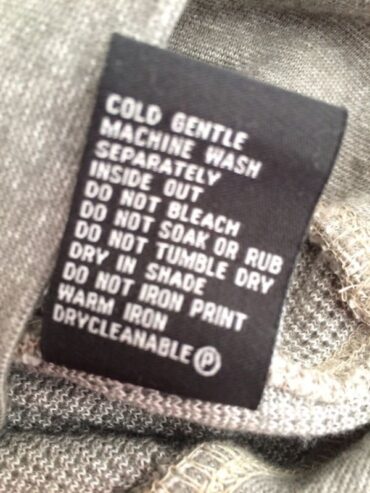 COLD GENTLE
MACHINE WASH
SEPARATELY
INSIDE OUT
DO NOT BLEACH
DO NOT SOAK OR RUB
DO NOT TUMBLE DRY
DRY IN SHADE
DO NOT IRON PRINT
WARM IRON
DRYCLEANABLE Ⓟ